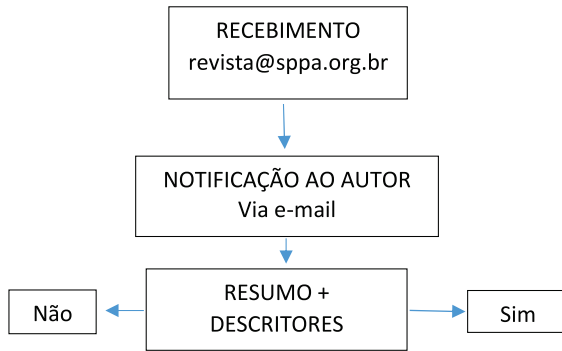 RECEBIMENTO
revista@sppa.org.br
NOTIFICAÇÃO AO AUTOR
Via e-mail
RESUMO +
DESCRITORES
Não
Sim